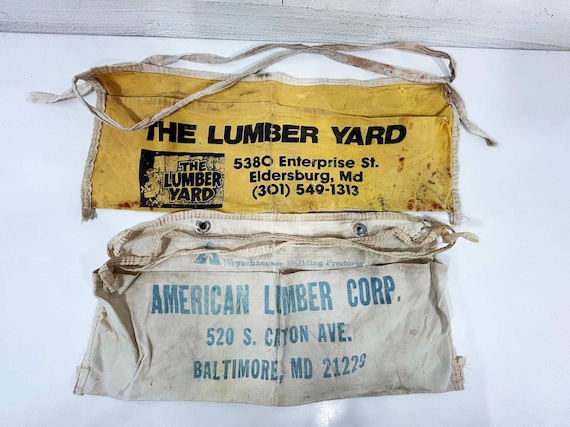 THE LUMBER YARD
THE
LUMBER
YARD
5380 Enterprise St.
Eldersburg, Md
(301) 549-1313
Weyerhaeuser Building Products
AMERICAN LUMBER CORP.
520 S. CATON AVE.
BALTIMORE, MD 21229